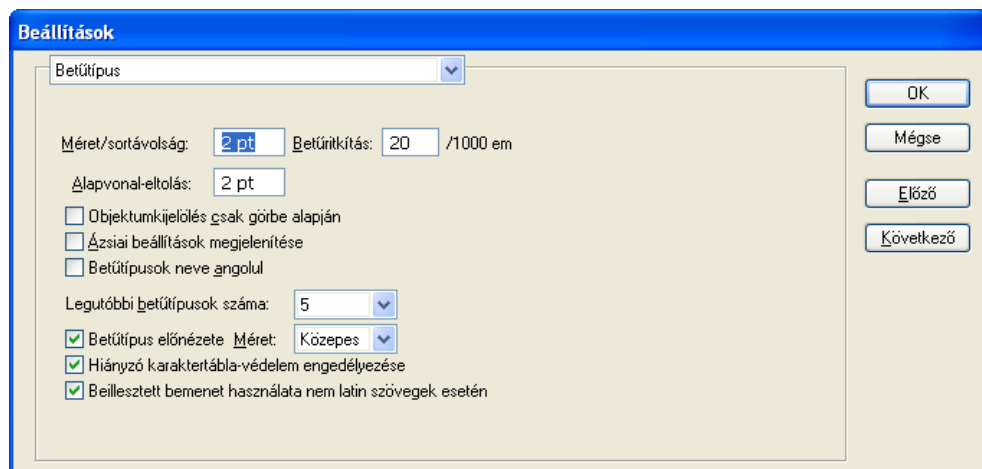 Beállítások
Betűtípus
OK
Méret/sortávolság: 2 pt Betűritkítás: 20 /1000 em
Mégse
Alapvonal-eltolás: 2 pt
Előző
Objektumkijelölés csak görbe alapján
Ázsiai beállítások megjelenítése
Következő
Betűtípusok neve angolul
Legutóbbi betűtípusok száma: 5
Betűtípus előnézete Méret: Közepes
Hiányzó karaktertábla-védelem engedélyezése
Beillesztett bemenet használata nem latin szövegek esetén